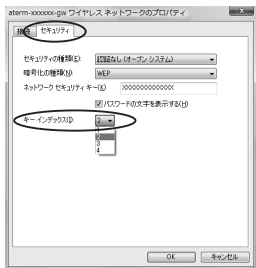 aterm-xxxxxx-gw ワイヤレス ネットワークのプロパティ
接続 セキュリティ
セキュリティの種類(E): 認証なし (オープン システム)
暗号化の種類(N): WEP
ネットワーク セキュリティ キー(K) XXXXXXXXXXXXX
パスワードの文字を表示する(H)
キー インデックス(I): 2
1
2
3
4
OK キャンセル